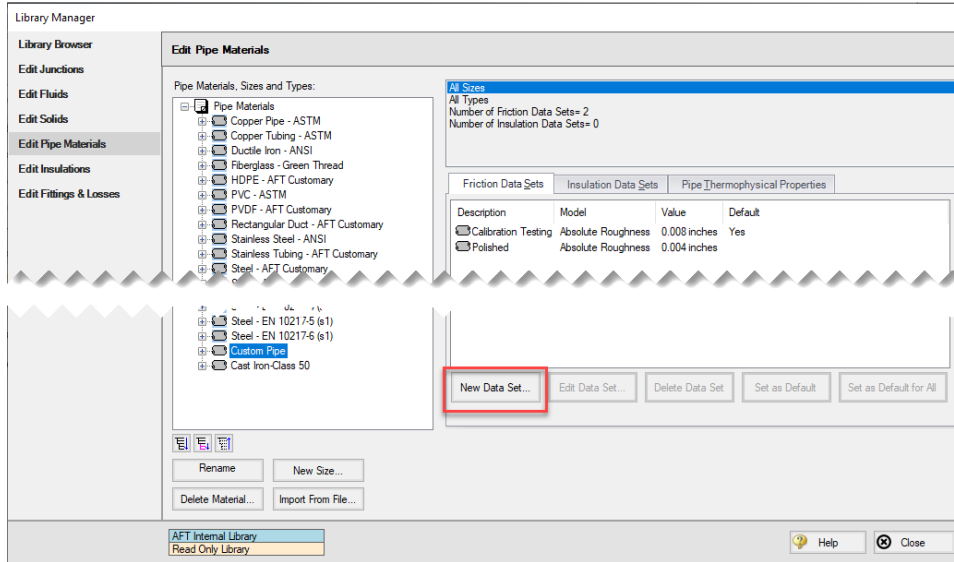 Library Manager
Library Browser
Edit Junctions
Edit Fluids
Edit Solids
Edit Pipe Materials
Edit Insulations
Edit Fittings & Losses
Edit Pipe Materials
Pipe Materials, Sizes and Types:
Pipe Materials
Copper Pipe - ASTM
Copper Tubing - ASTM
Ductile Iron - ANSI
Fiberglass - Green Thread
HDPE - AFT Customary
PVC - ASTM
PVDF - AFT Customary
Rectangular Duct - AFT Customary
Stainless Steel - ANSI
Stainless Tubing - AFT Customary
Steel - AFT Customary
Steel - EN 10217-5 (s1)
Steel - EN 10217-6 (s1)
Custom Pipe
Cast Iron-Class 50
Rename
New Size...
Delete Material...
Import From File...
All Sizes
All Types
Number of Friction Data Sets= 2
Number of Insulation Data Sets= 0
Friction Data Sets
Insulation Data Sets
Pipe Thermophysical Properties
Description Model Value Default
Calibration Testing Absolute Roughness 0.008 inches Yes
Polished Absolute Roughness 0.004 inches
New Data Set...
Edit Data Set...
Delete Data Set
Set as Default
Set as Default for All
AFT Internal Library
Read Only Library
Help
Close